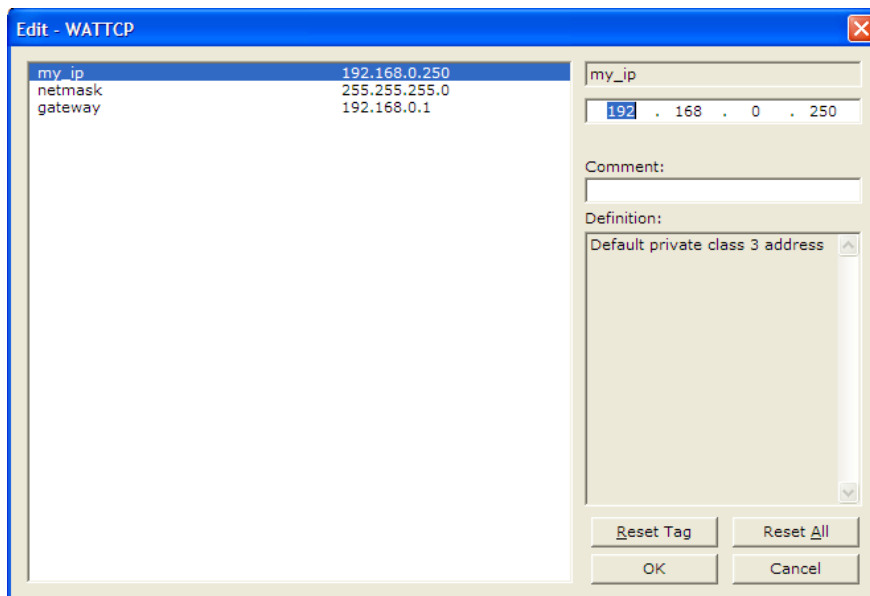 Edit - WATTCP
my_ip 192.168.0.250
netmask 255.255.255.0
gateway 192.168.0.1
my_ip
192 . 168 . 0 . 250
Comment:
Definition:
Default private class 3 address
Reset Tag Reset All
OK Cancel